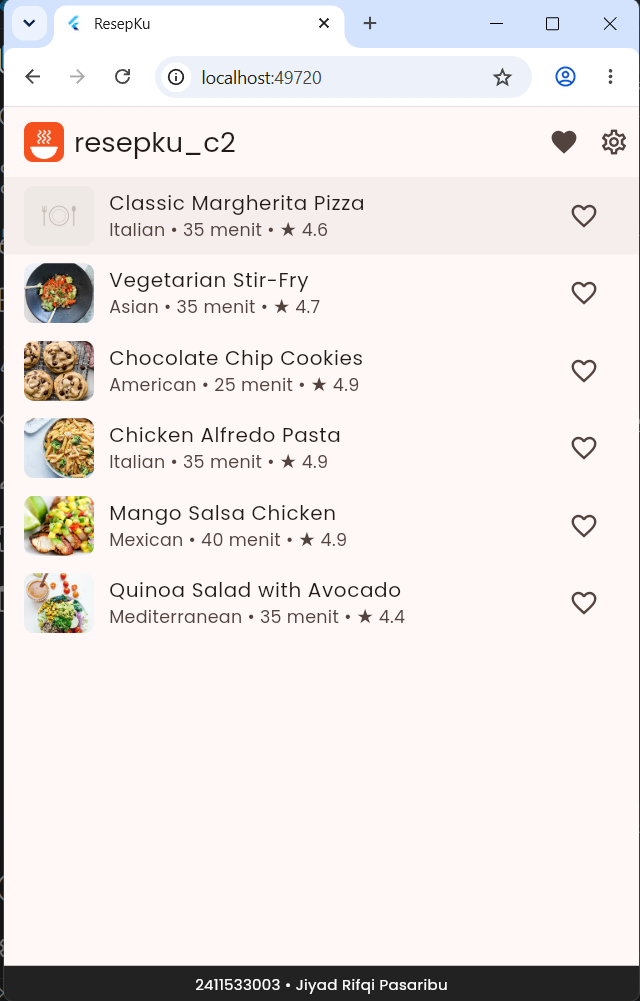 ResepKu
localhost:49720
resepku_c2
Classic Margherita Pizza
Italian • 35 menit • ★ 4.6
Vegetarian Stir-Fry
Asian • 35 menit • ★ 4.7
Chocolate Chip Cookies
American • 25 menit • ★ 4.9
Chicken Alfredo Pasta
Italian • 35 menit • ★ 4.9
Mango Salsa Chicken
Mexican • 40 menit • ★ 4.9
Quinoa Salad with Avocado
Mediterranean • 35 menit • ★ 4.4
2411533003 • Jiyad Rifqi Pasaribu